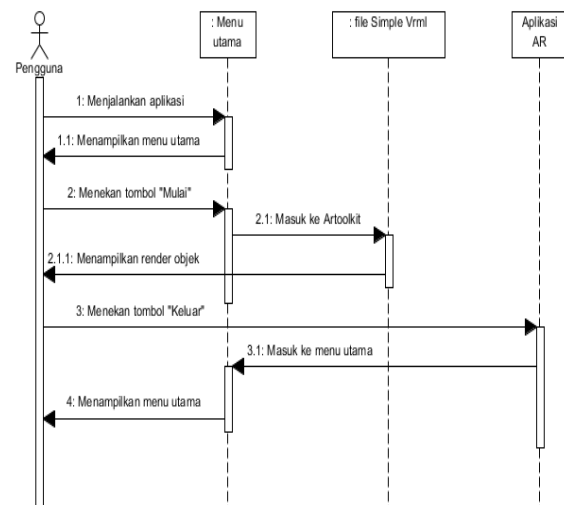 : Menu
utama
: file Simple Vrml
Aplikasi
AR
Pengguna
1: Menjalankan aplikasi
1.1: Menampilkan menu utama
2: Menekan tombol "Mulai"
2.1: Masuk ke Artoolkit
2.1.1: Menampilkan render objek
3: Menekan tombol "Keluar"
3.1: Masuk ke menu utama
4: Menampilkan menu utama